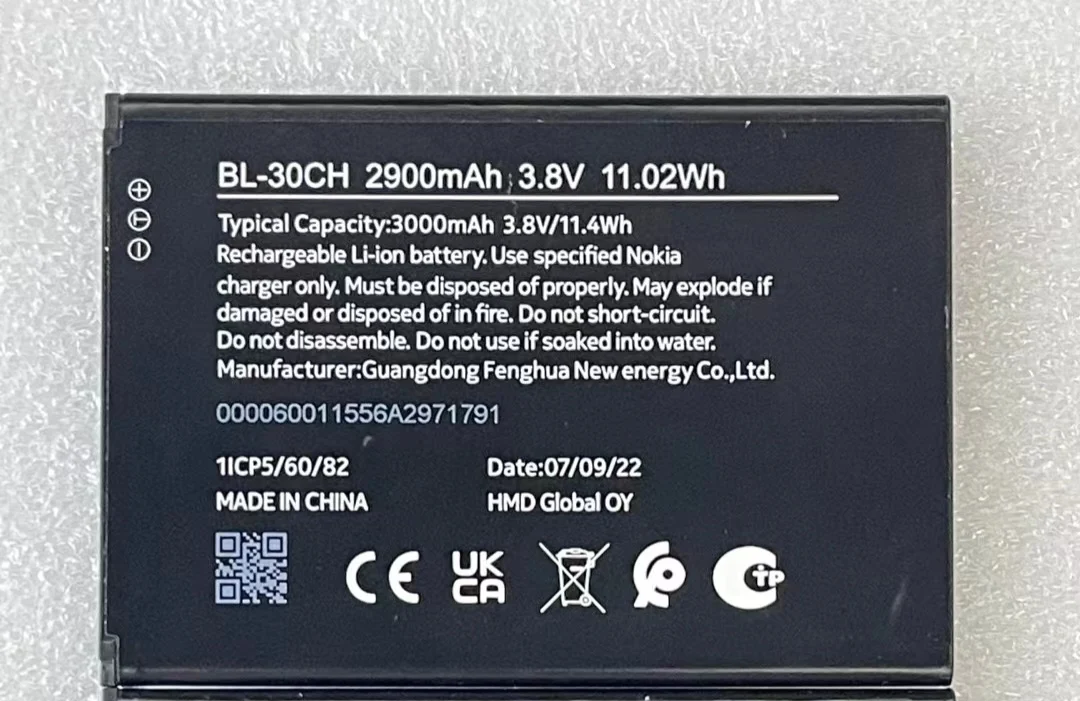 BL-30CH 2900mAh 3.8V 11.02Wh
Typical Capacity:3000mAh 3.8V/11.4Wh
Rechargeable Li-ion battery. Use specified Nokia
charger only. Must be disposed of properly. May explode if
damaged or disposed of in fire. Do not short-circuit.
Do not disassemble. Do not use if soaked into water.
Manufacturer:Guangdong Fenghua New energy Co.,Ltd.
000060011556A2971791
1ICP5/60/82 Date:07/09/22
MADE IN CHINA HMD Global OY
CE UK CA